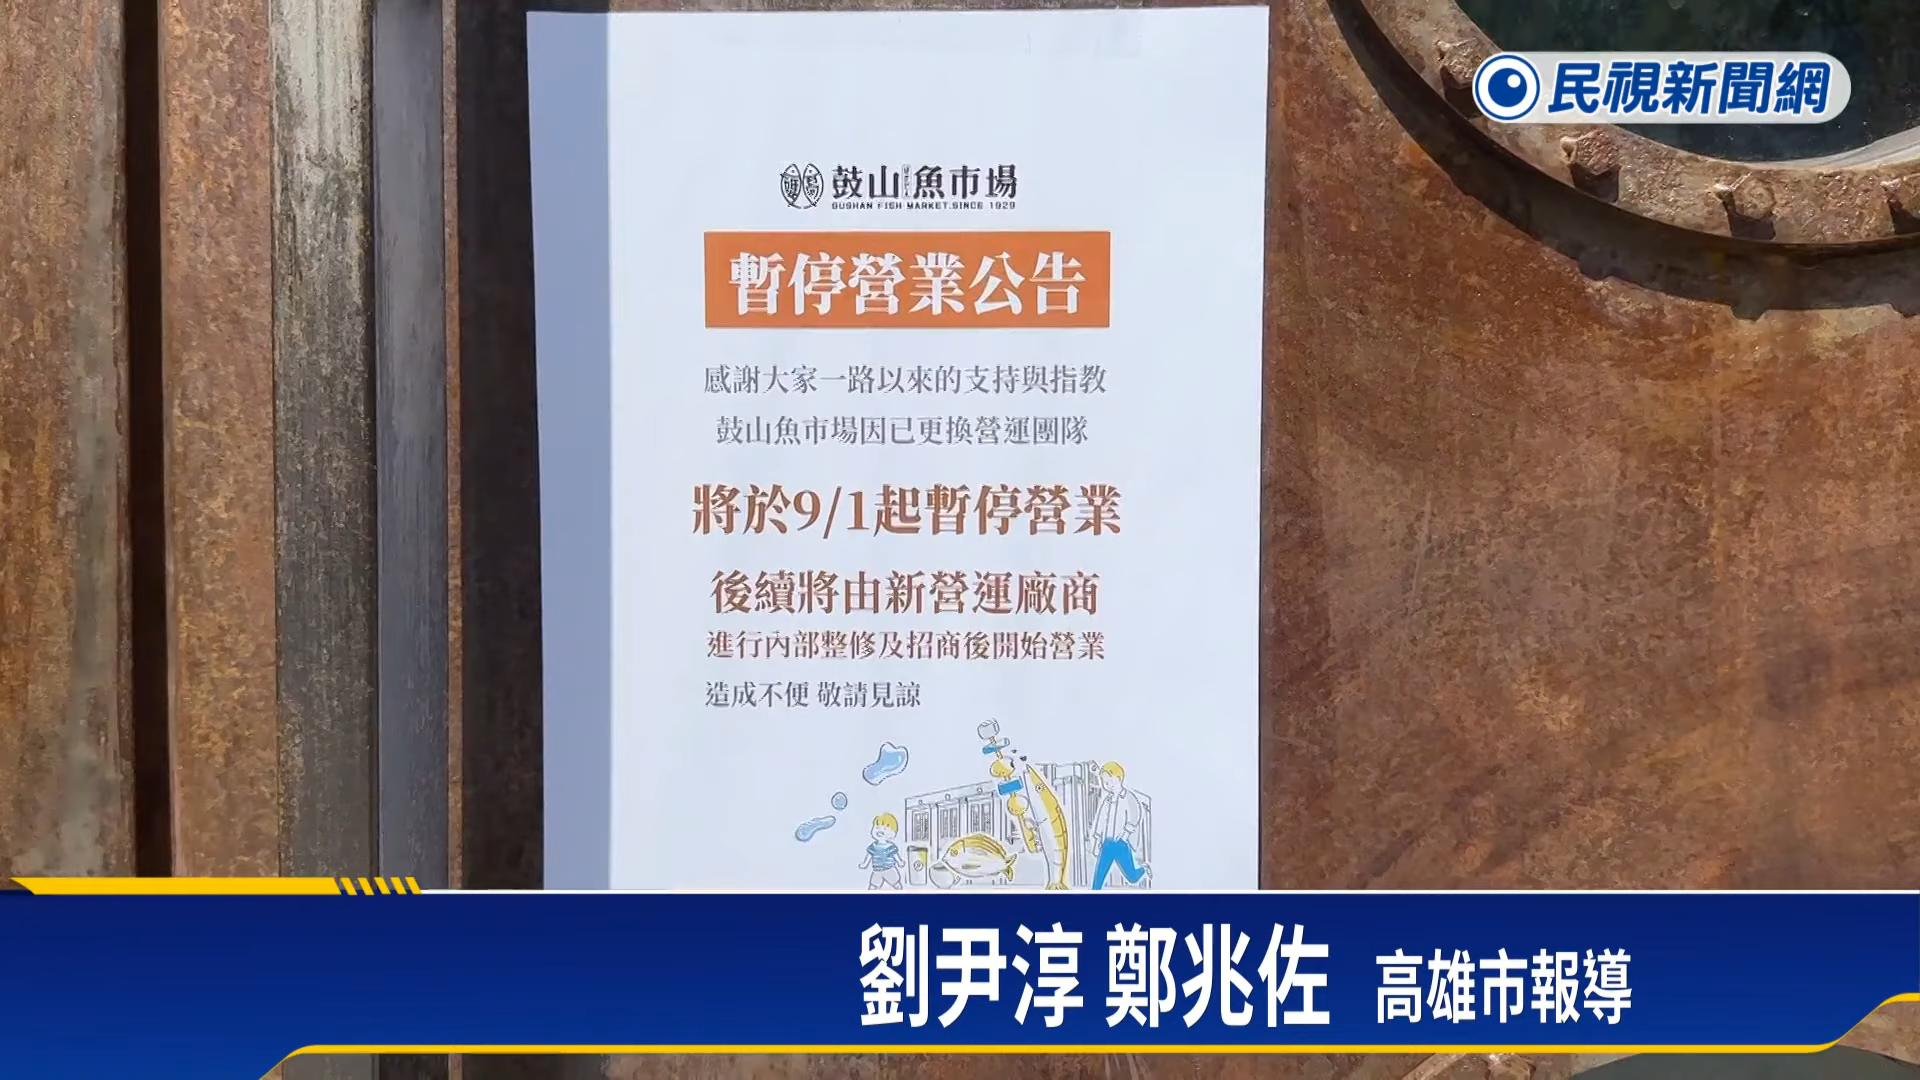 民視新聞網
鼓山魚市場
GUSHAN FISH MARKET.SINCE 1929
暫停營業公告
感謝大家一路以來的支持與指教
鼓山魚市場因已更換營運團隊
將於9/1起暫停營業
後續將由新營運廠商
進行內部整修及招商後開始營業
造成不便 敬請見諒
劉尹淳 鄭兆佐 高雄市報導